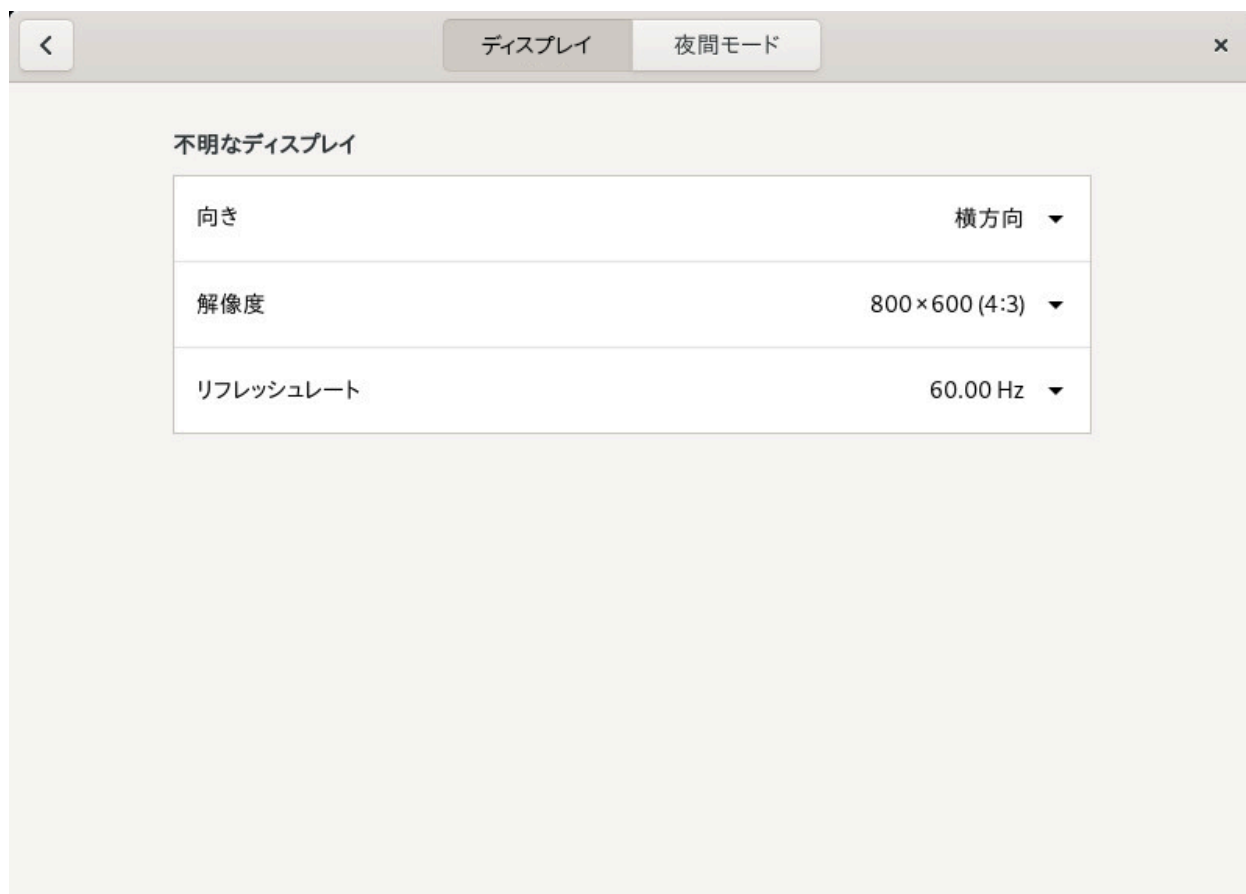 ディスプレイ 夜間モード
不明なディスプレイ
向き 横方向
解像度 800×600 (4:3)
リフレッシュレート 60.00 Hz